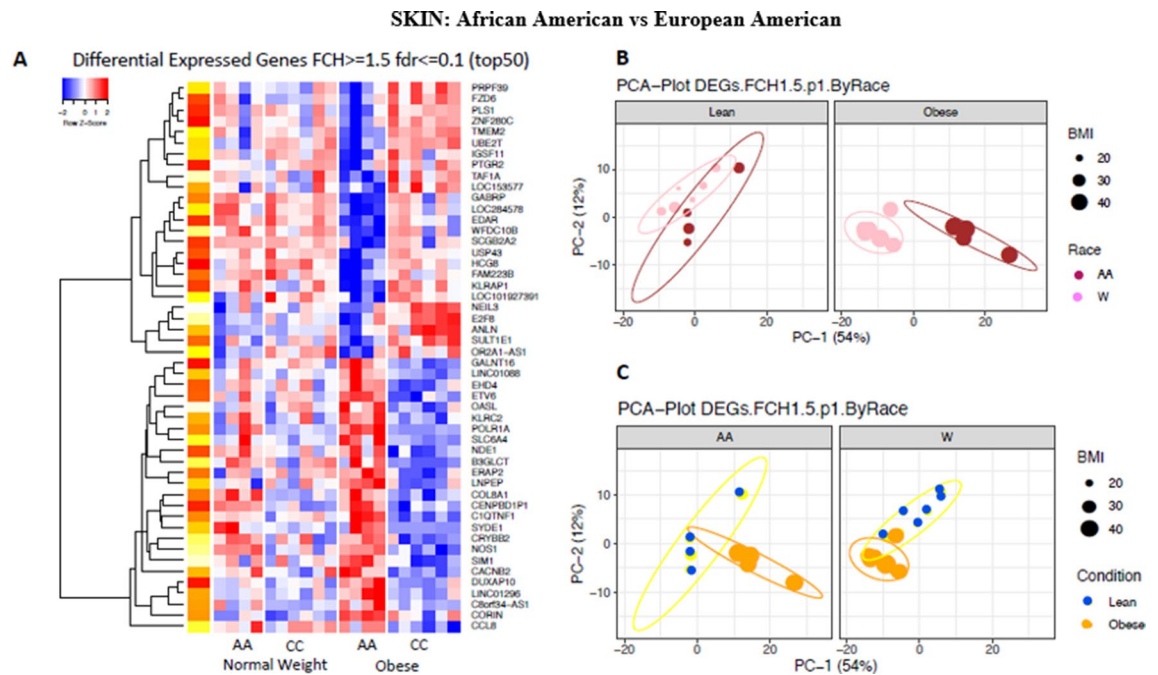 SKIN: African American vs European American
A
Differential Expressed Genes FCH>=1.5 fdr<=0.1 (top50)
-2 0 1 2
Row Z-Score
PRPF39
FZD6
PLS1
ZNF280C
TMEM2
UBE2T
IGSF11
PTGR2
TAF1A
LOC153577
GABRP
LOC284578
EDAR
WFDC10B
SCGB2A2
USP43
HCG8
FAM223B
KLRAP1
LOC101927391
NEIL3
E2F8
ANLN
SULT1E1
OR2A1-AS1
GALNT16
LINC01088
EHD4
ETV6
OASL
KLRC2
POLR1A
SLC6A4
NDE1
B3GLCT
ERAP2
LNPEP
COL8A1
CENPBD1P1
C1QTNF1
SYDE1
CRYBB2
NOS1
SIM1
CACNB2
DUXAP10
LINC01296
C8orf34-AS1
CORIN
CCL8
AA CC AA CC
Normal Weight Obese
B
PCA-Plot DEGs.FCH1.5.p1.ByRace
Lean Obese
10
0
-10
PC-2 (12%)
-20 0 20 -20 0 20
PC-1 (54%)
BMI
20
30
40
Race
AA
W
C
PCA-Plot DEGs.FCH1.5.p1.ByRace
AA W
10
0
-10
PC-2 (12%)
-20 0 20 -20 0 20
PC-1 (54%)
BMI
20
30
40
Condition
Lean
Obese